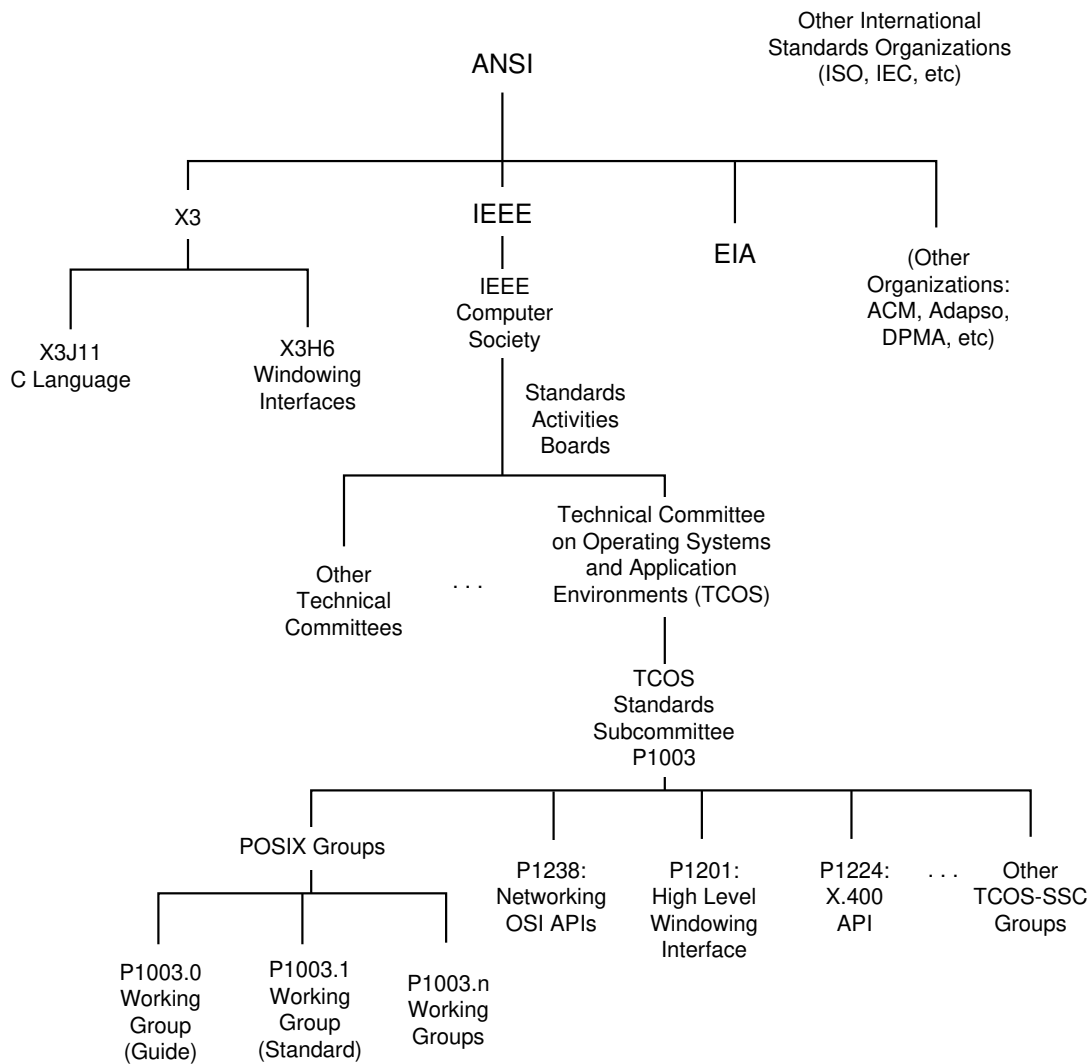 Other International
Standards Organizations
(ISO, IEC, etc)
ANSI
X3
IEEE
EIA
(Other
Organizations:
ACM, Adapso,
DPMA, etc)
IEEE
Computer
Society
X3J11
C Language
X3H6
Windowing
Interfaces
Standards
Activities
Boards
Other
Technical
Committees
. . .
Technical Committee
on Operating Systems
and Application
Environments (TCOS)
TCOS
Standards
Subcommittee
P1003
POSIX Groups
P1238:
Networking
OSI APIs
P1201:
High Level
Windowing
Interface
P1224:
X.400
API
. . .
Other
TCOS-SSC
Groups
P1003.0
Working
Group
(Guide)
P1003.1
Working
Group
(Standard)
P1003.n
Working
Groups